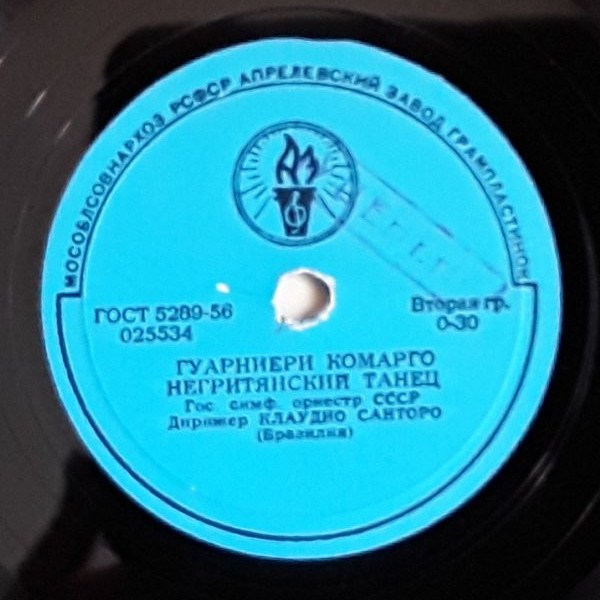 МОСОБЛСОВНАРХОЗ РСФСР АПРЕЛЕВСКИЙ ЗАВОД ГРАМПЛАСТИНОК
АЗ
ГОСТ 5289-56
025534
Вторая гр.
0-30
ГУАРНИЕРИ КОМАРГО
НЕГРИТЯНСКИЙ ТАНЕЦ
Гос. симф. оркестр СССР
Дирижер КЛАУДИО САНТОРО
(Бразилия)